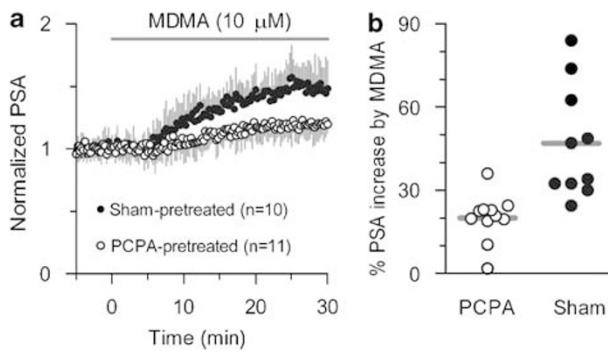 a
MDMA (10 μM)
Normalized PSA
2
1
0
Sham-pretreated (n=10)
PCPA-pretreated (n=11)
0 10 20 30
Time (min)
b
% PSA increase by MDMA
90
60
30
0
PCPA Sham